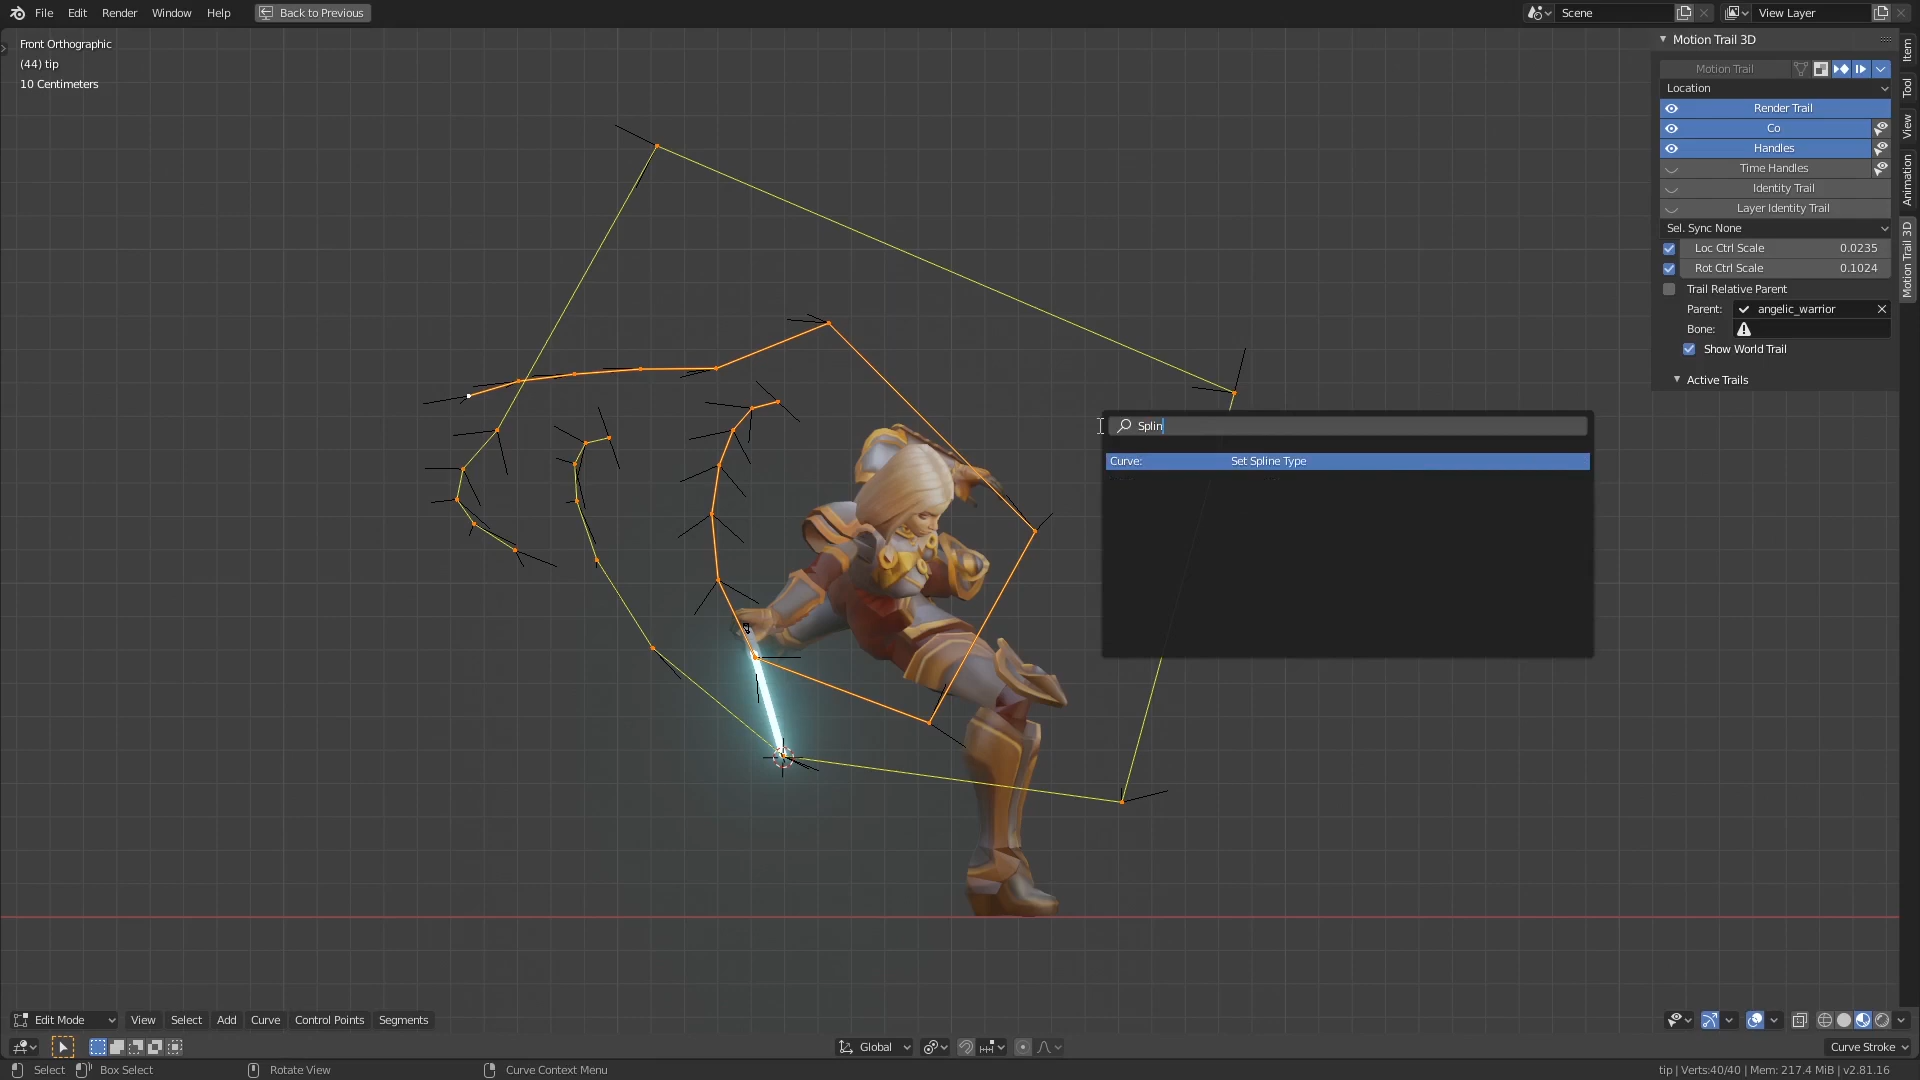 File Edit Render Window Help Back to Previous Scene View Layer
Front Orthographic
(44) tip
10 Centimeters
Motion Trail 3D
Motion Trail
Location
Render Trail
Co
Handles
Time Handles
Identity Trail
Layer Identity Trail
Sel. Sync None
Loc Ctrl Scale 0.0235
Rot Ctrl Scale 0.1024
Trail Relative Parent
Parent: angelic_warrior
Bone:
Show World Trail
Active Trails
Item
Tool
View
Animation
Motion Trail 3D
Splin
Curve: Set Spline Type
Edit Mode View Select Add Curve Control Points Segments
Global Curve Stroke
Select Box Select Rotate View Curve Context Menu tip | Verts:40/40 | Mem: 217.4 MiB | v2.81.16